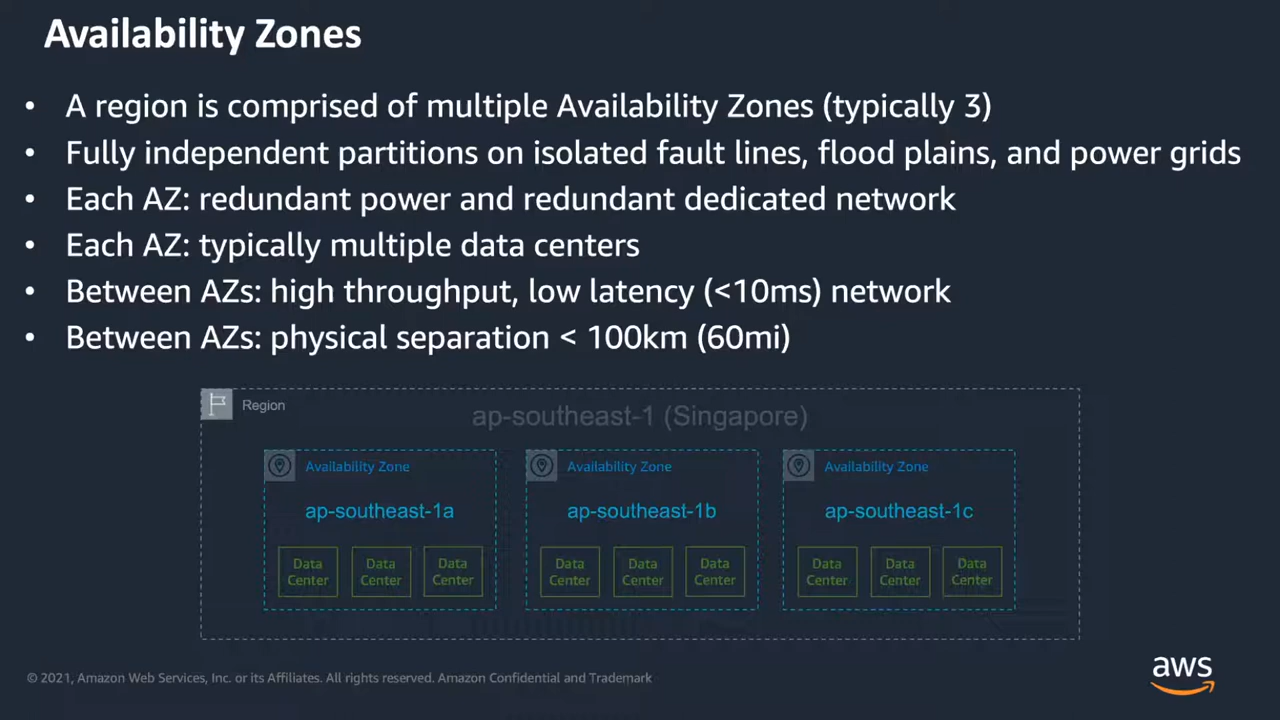 Availability Zones
• A region is comprised of multiple Availability Zones (typically 3)
• Fully independent partitions on isolated fault lines, flood plains, and power grids
• Each AZ: redundant power and redundant dedicated network
• Each AZ: typically multiple data centers
• Between AZs: high throughput, low latency (<10ms) network
• Between AZs: physical separation < 100km (60mi)
Region
ap-southeast-1 (Singapore)
Availability Zone
ap-southeast-1a
Data
Center
Data
Center
Data
Center
Availability Zone
ap-southeast-1b
Data
Center
Data
Center
Data
Center
Availability Zone
ap-southeast-1c
Data
Center
Data
Center
Data
Center
© 2021, Amazon Web Services, Inc. or its Affiliates. All rights reserved. Amazon Confidential and Trademark
aws